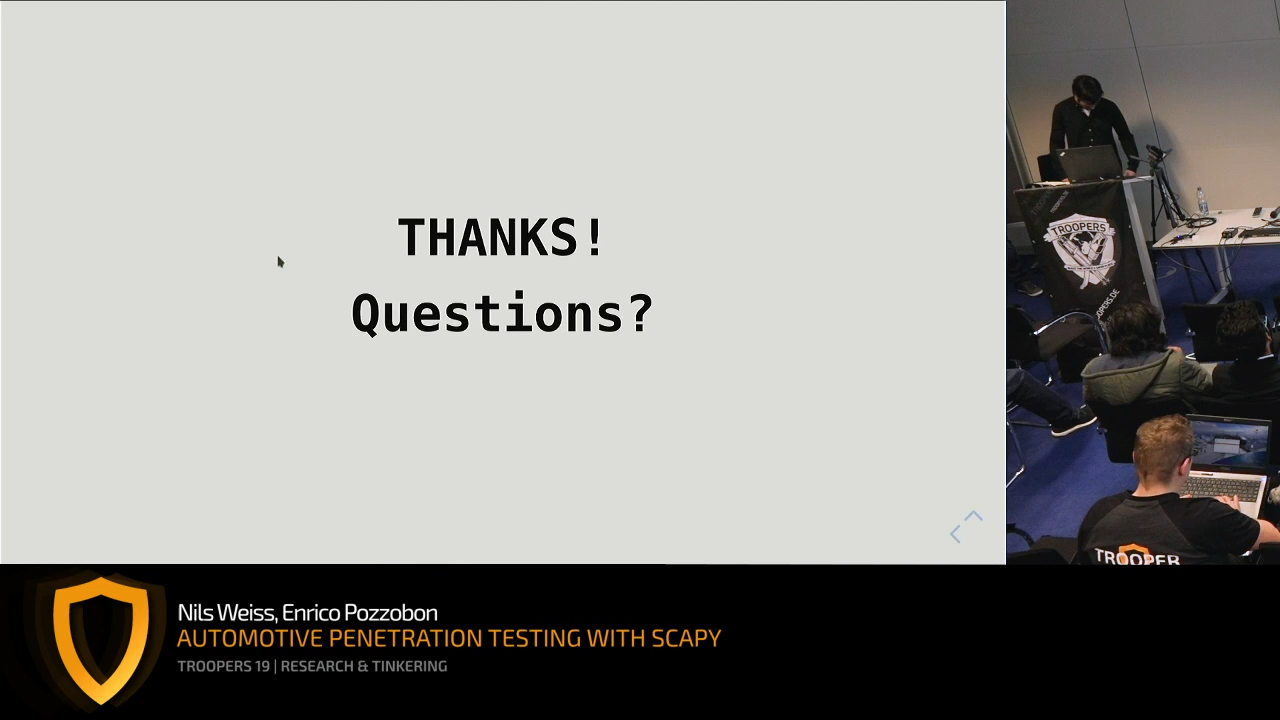 THANKS!
Questions?
TROOPERS
TROOPER
Nils Weiss, Enrico Pozzobon
AUTOMOTIVE PENETRATION TESTING WITH SCAPY
TROOPERS 19 | RESEARCH & TINKERING